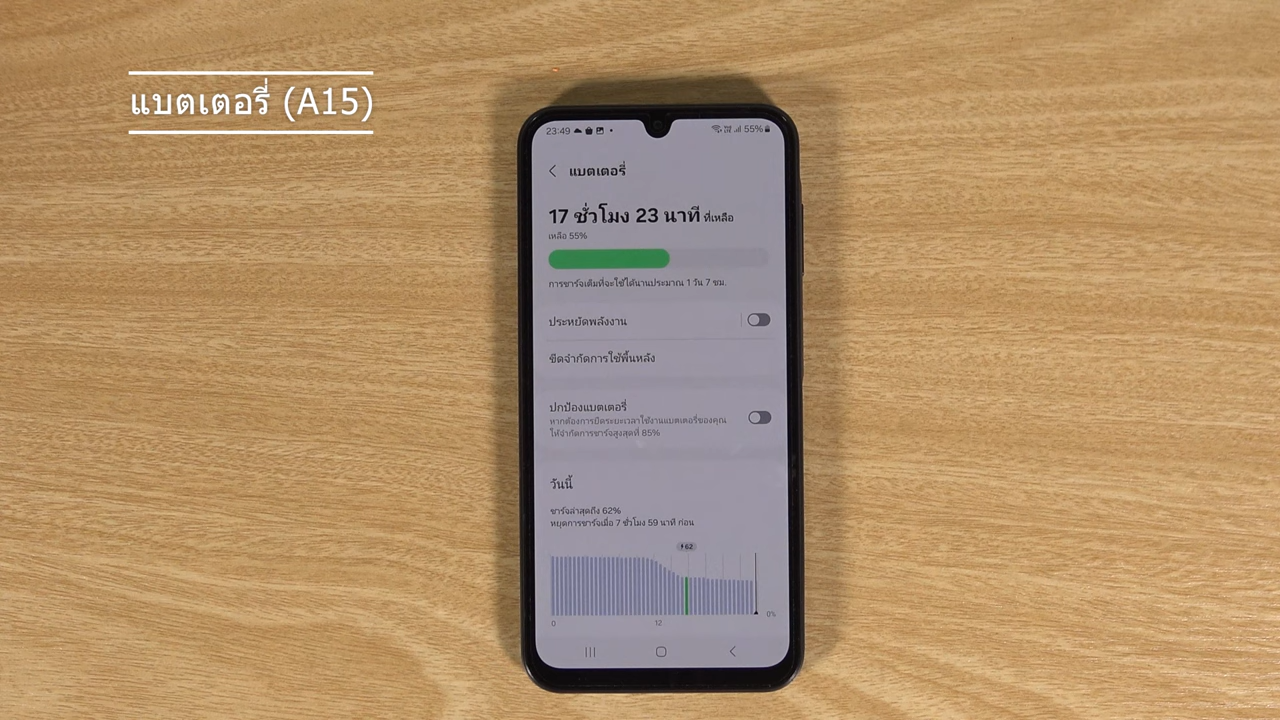 แบตเตอรี่ (A15)
23:49
55%
แบตเตอรี่
17 ชั่วโมง 23 นาที ที่เหลือ
เหลือ 55%
การชาร์จเต็มที่จะใช้ได้นานประมาณ 1 วัน 7 ชม.
ประหยัดพลังงาน
ขีดจำกัดการใช้พื้นหลัง
ปกป้องแบตเตอรี่
หากต้องการยืดระยะเวลาใช้งานแบตเตอรี่ของคุณ
ให้จำกัดการชาร์จสูงสุดที่ 85%
วันนี้
ชาร์จล่าสุดถึง 62%
หยุดการชาร์จเมื่อ 7 ชั่วโมง 59 นาที ก่อน
62
0%
0 12